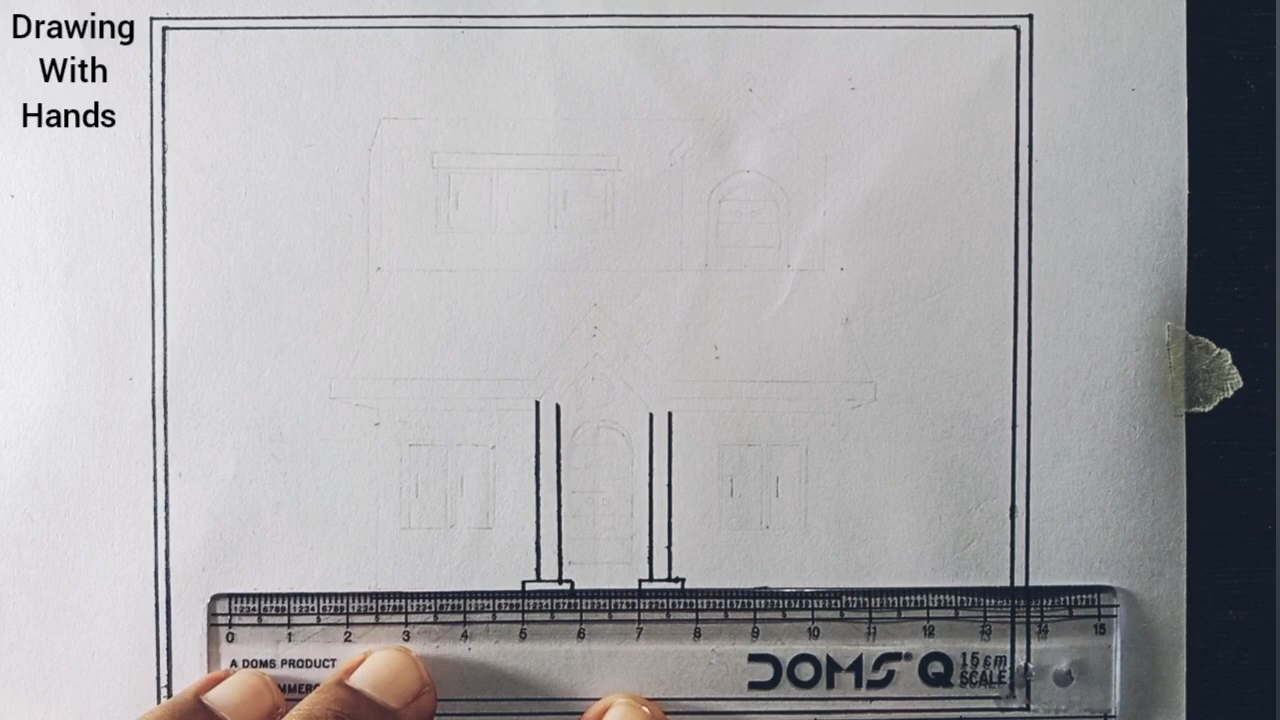 Drawing
With
Hands
0 1 2 3 4 5 6 7 8 9 10 11 12 13 14 15
A DOMS PRODUCT
DOMS® Q 15 cm
SCALE